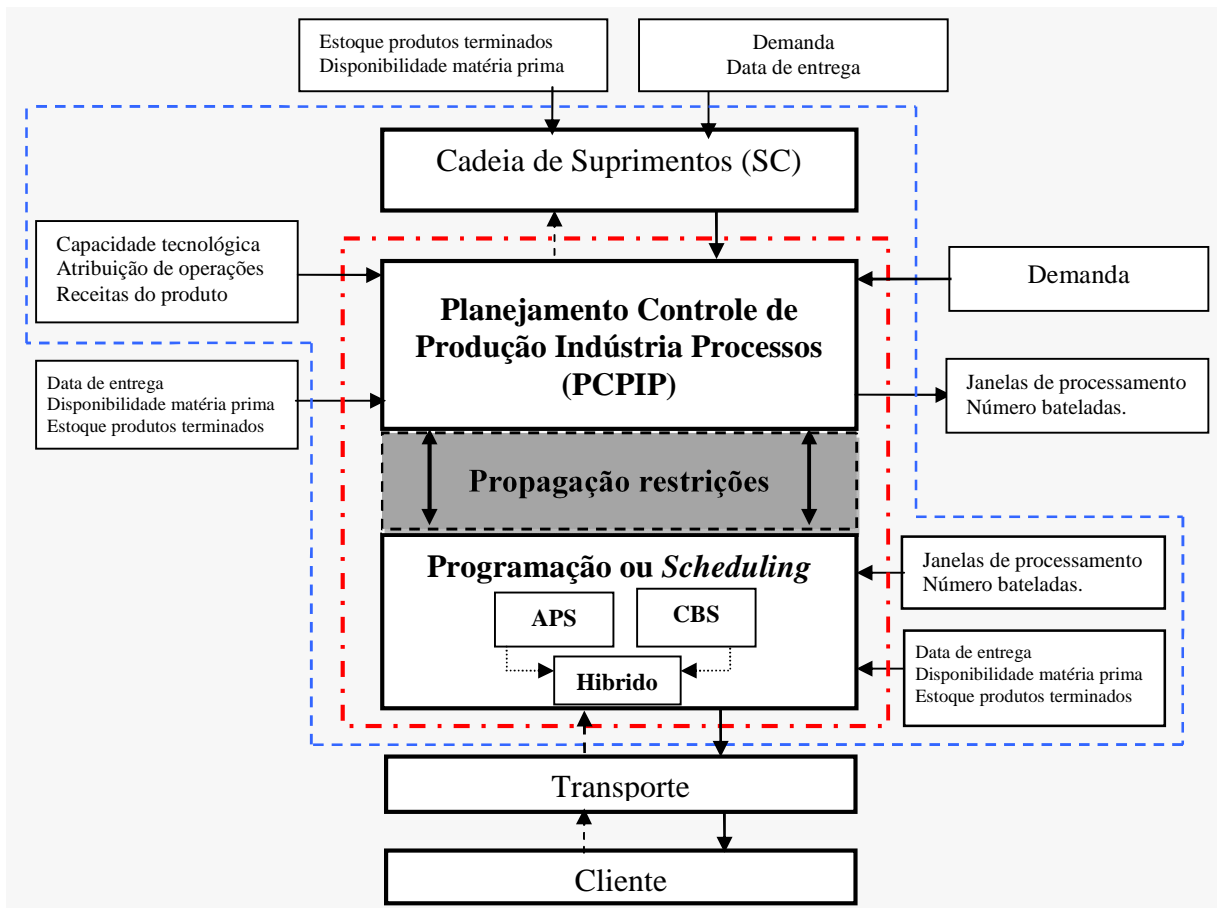 Estoque produtos terminados
Disponibilidade matéria prima
Demanda
Data de entrega
Cadeia de Suprimentos (SC)
Capacidade tecnológica
Atribuição de operações
Receitas do produto
Planejamento Controle de
Produção Indústria Processos
(PCPIP)
Demanda
Data de entrega
Disponibilidade matéria prima
Estoque produtos terminados
Janelas de processamento
Número bateladas.
Propagação restrições
Programação ou Scheduling
APS
CBS
Hibrido
Janelas de processamento
Número bateladas.
Data de entrega
Disponibilidade matéria prima
Estoque produtos terminados
Transporte
Cliente